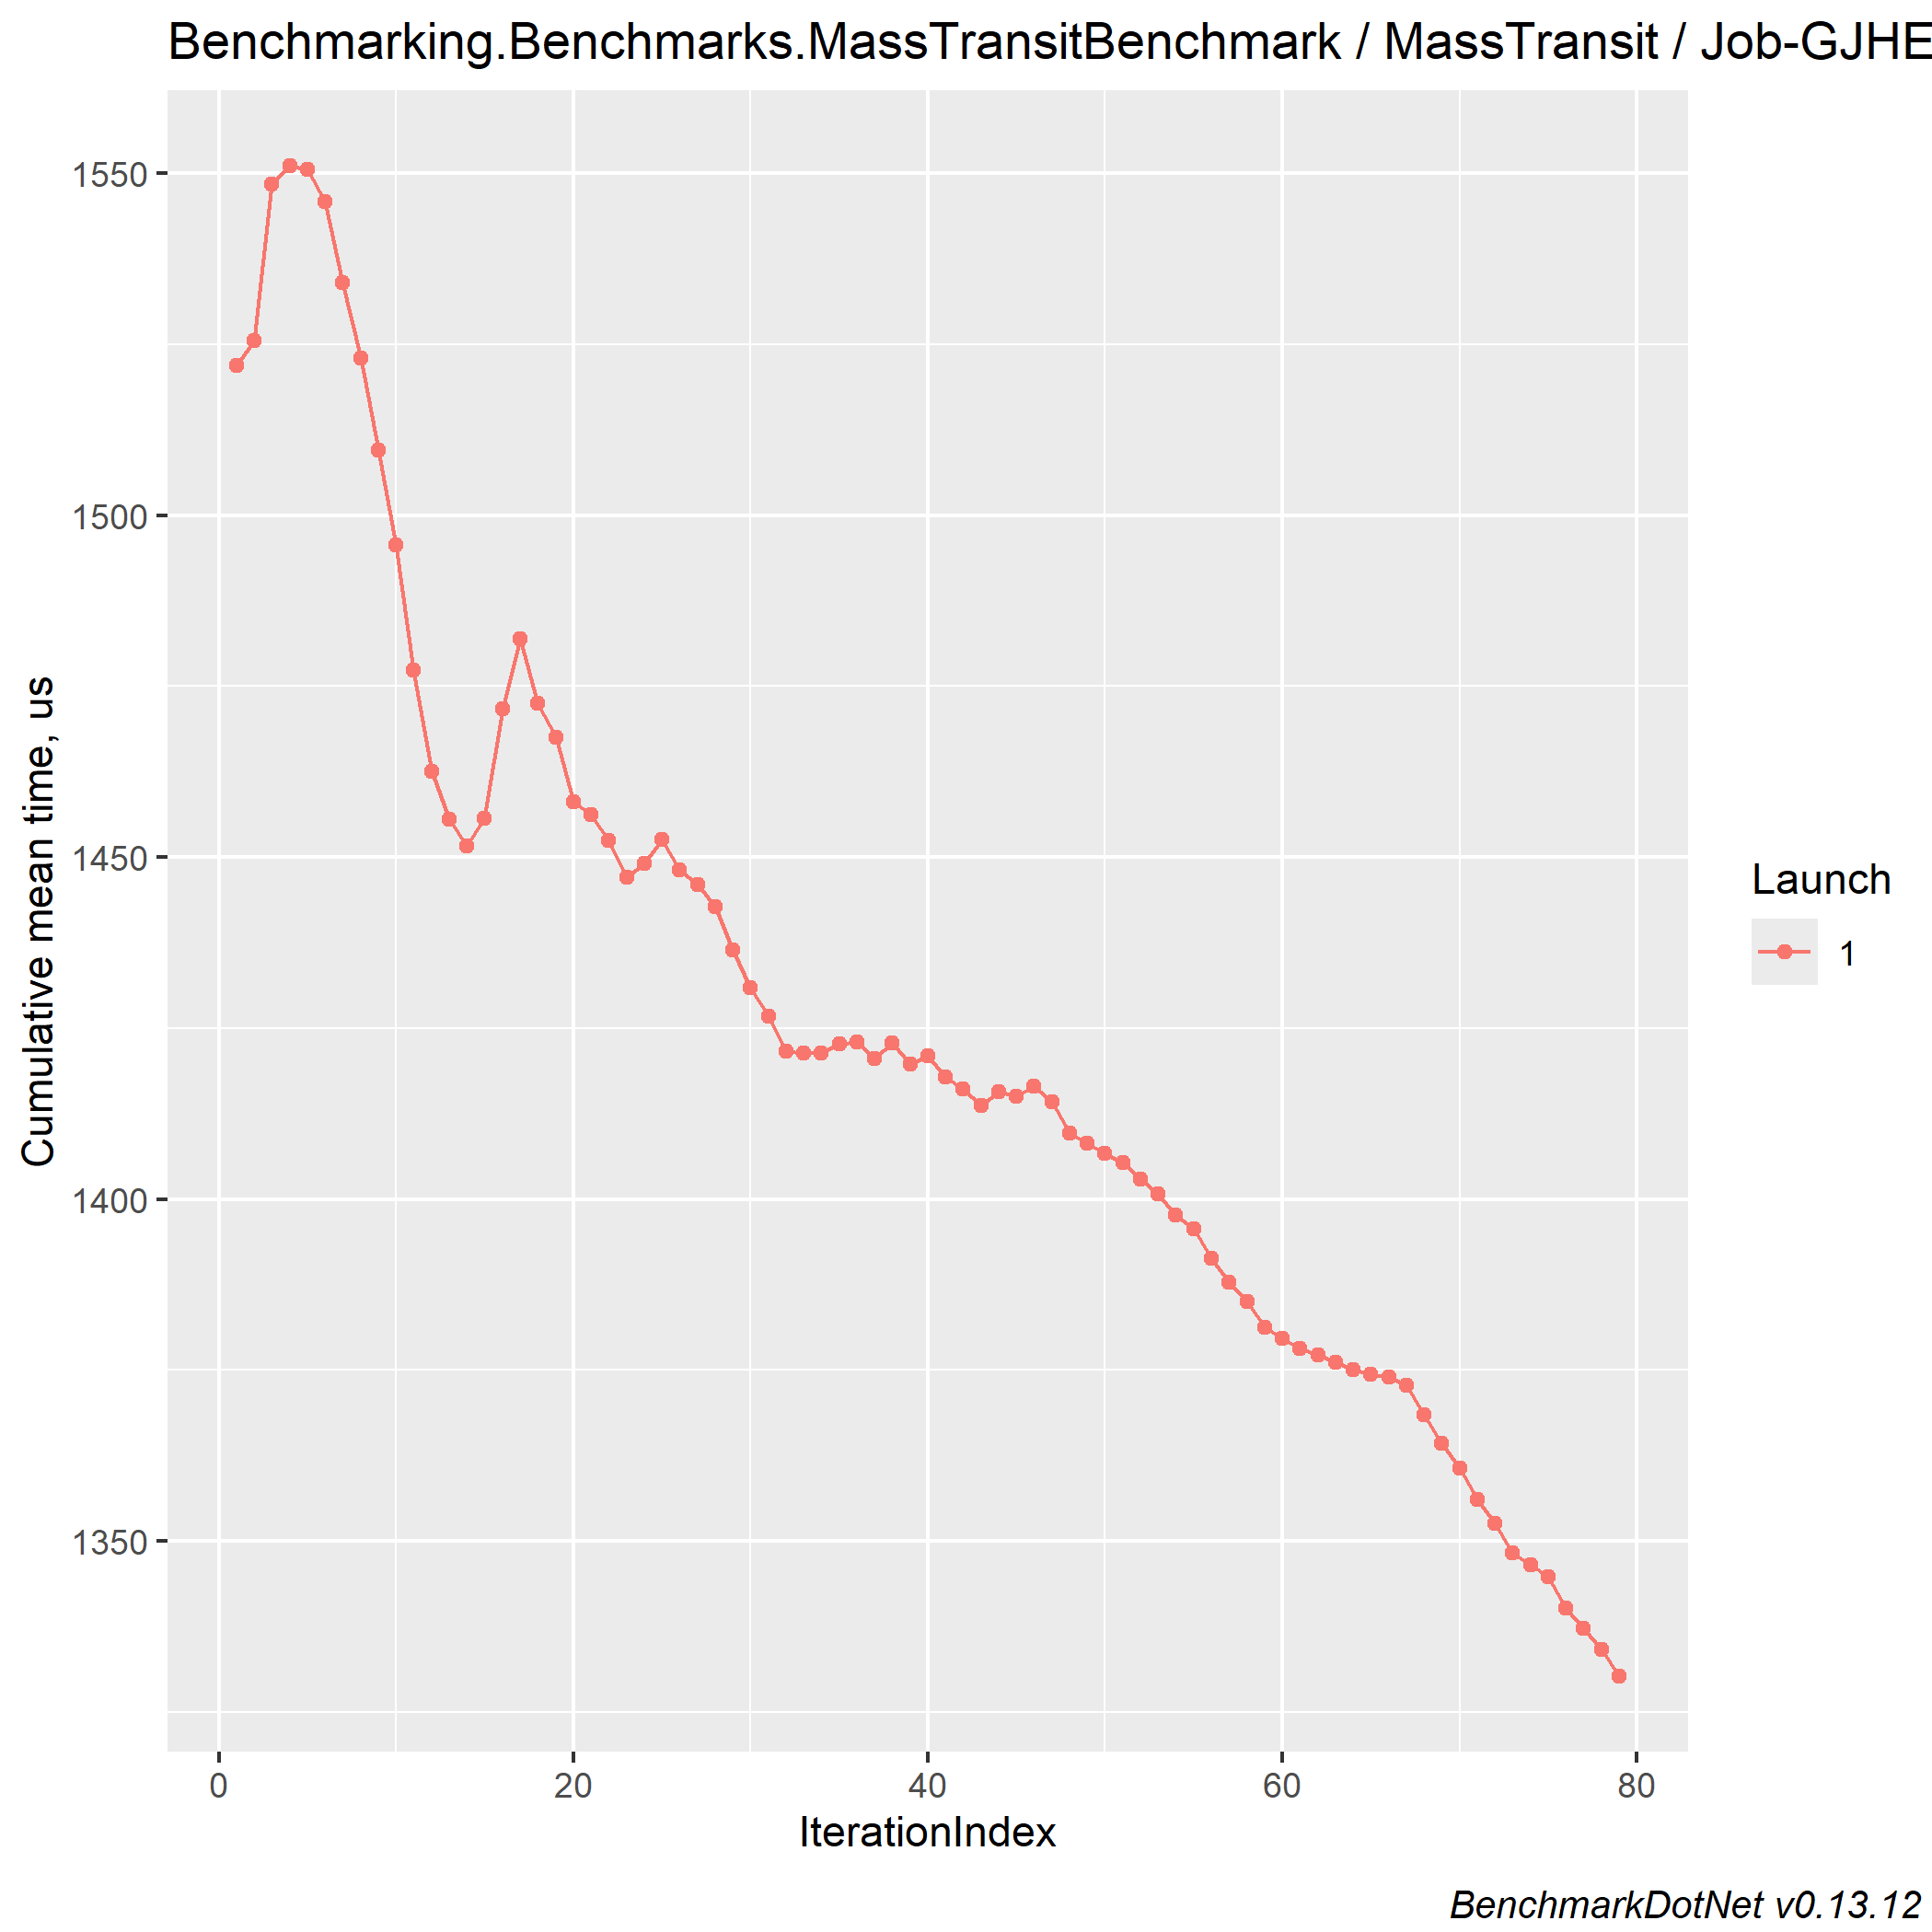 Benchmarking.Benchmarks.MassTransitBenchmark / MassTransit / Job-GJHE
Cumulative mean time, us
1550
1500
1450
1400
1350
0 20 40 60 80
IterationIndex
Launch
1
BenchmarkDotNet v0.13.12